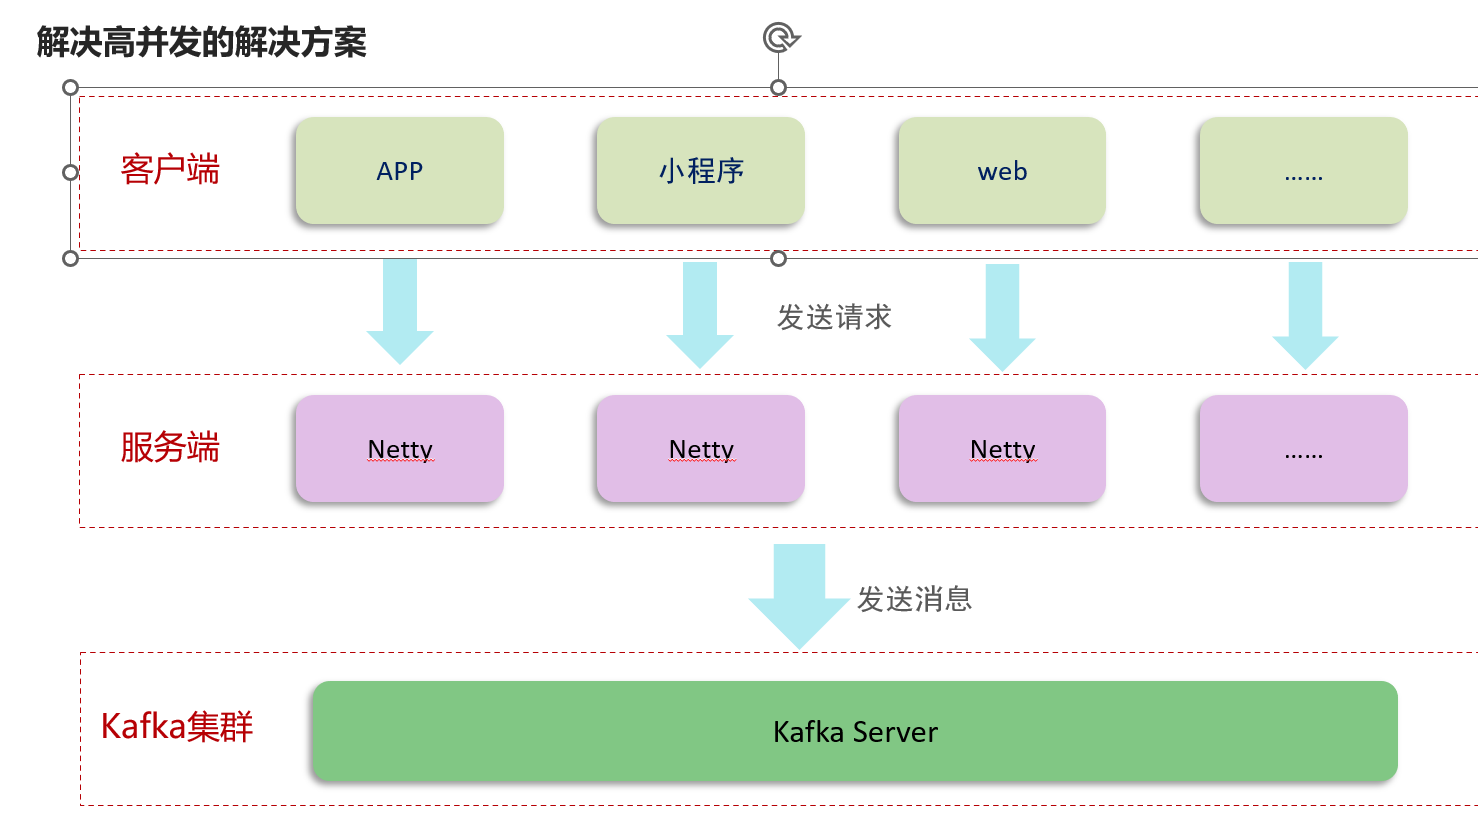 解决高并发的解决方案
客户端
APP
小程序
web
......
发送请求
服务端
Netty
Netty
Netty
......
发送消息
Kafka集群
Kafka Server